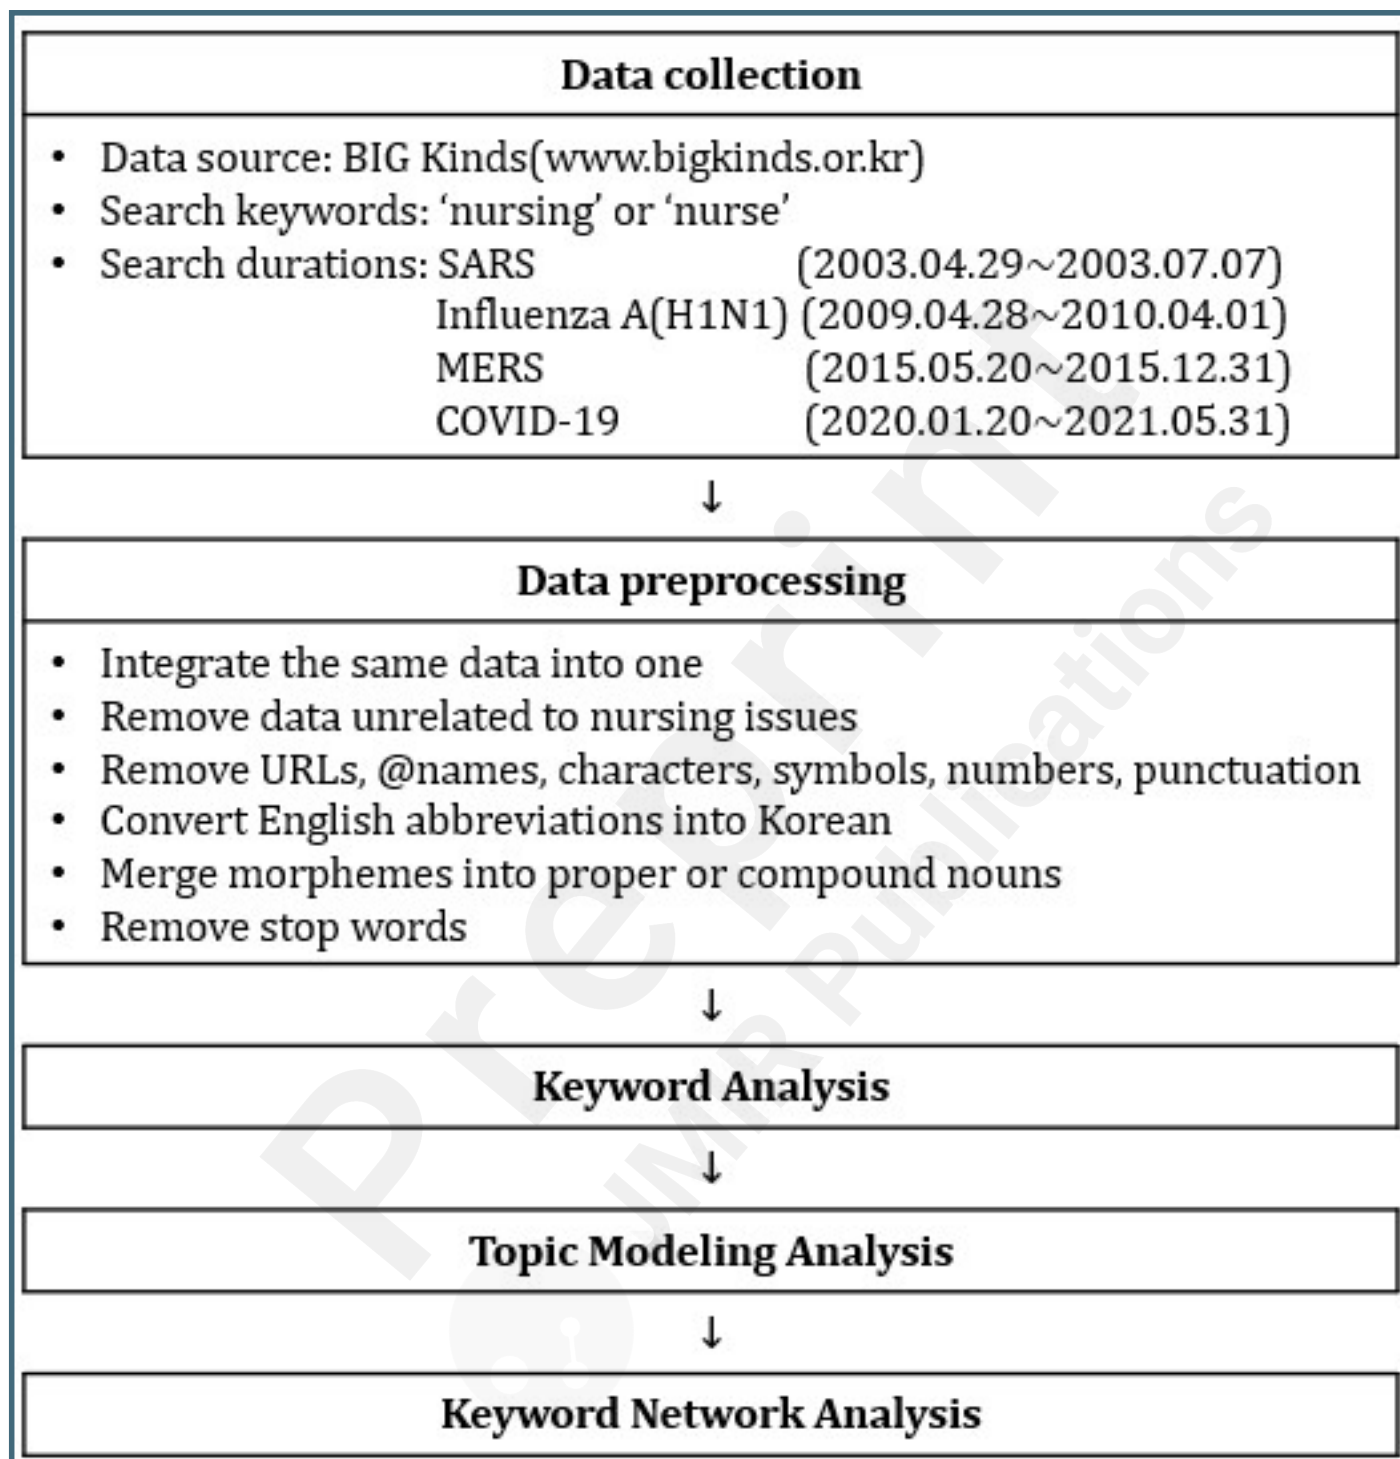 Data collection
• Data source: BIG Kinds(www.bigkinds.or.kr)
• Search keywords: ‘nursing’ or ‘nurse’
• Search durations: SARS (2003.04.29~2003.07.07)
Influenza A(H1N1) (2009.04.28~2010.04.01)
MERS (2015.05.20~2015.12.31)
COVID-19 (2020.01.20~2021.05.31)
↓
Data preprocessing
• Integrate the same data into one
• Remove data unrelated to nursing issues
• Remove URLs, @names, characters, symbols, numbers, punctuation
• Convert English abbreviations into Korean
• Merge morphemes into proper or compound nouns
• Remove stop words
↓
Keyword Analysis
↓
Topic Modeling Analysis
↓
Keyword Network Analysis
Preprint
JMIR Publications